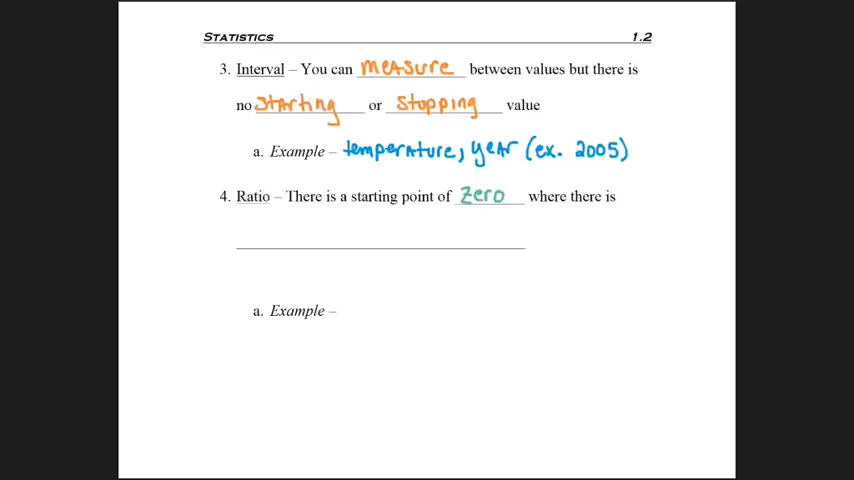 STATISTICS 1.2
3. Interval – You can measure between values but there is
no starting or stopping value
a. Example – temperature, year (ex. 2005)
4. Ratio – There is a starting point of zero where there is
a. Example –